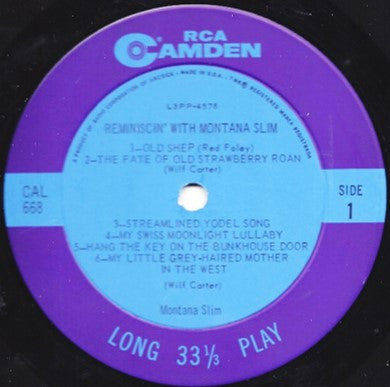 RCA
CAMDEN
A PRODUCT OF RADIO CORPORATION OF AMERICA - MADE IN U.S.A. - TMK(S) REGISTERED MARCA REGISTRADA
L2PP-4578
REMINISCIN' WITH MONTANA SLIM
1—OLD SHEP (Red Foley)
2—THE FATE OF OLD STRAWBERRY ROAN
(Wilf Carter)
CAL
668
SIDE
1
3—STREAMLINED YODEL SONG
4—MY SWISS MOONLIGHT LULLABY
5—HANG THE KEY ON THE BUNKHOUSE DOOR
6—MY LITTLE GREY-HAIRED MOTHER
IN THE WEST
(Wilf Carter)
Montana Slim
LONG 33⅓ PLAY